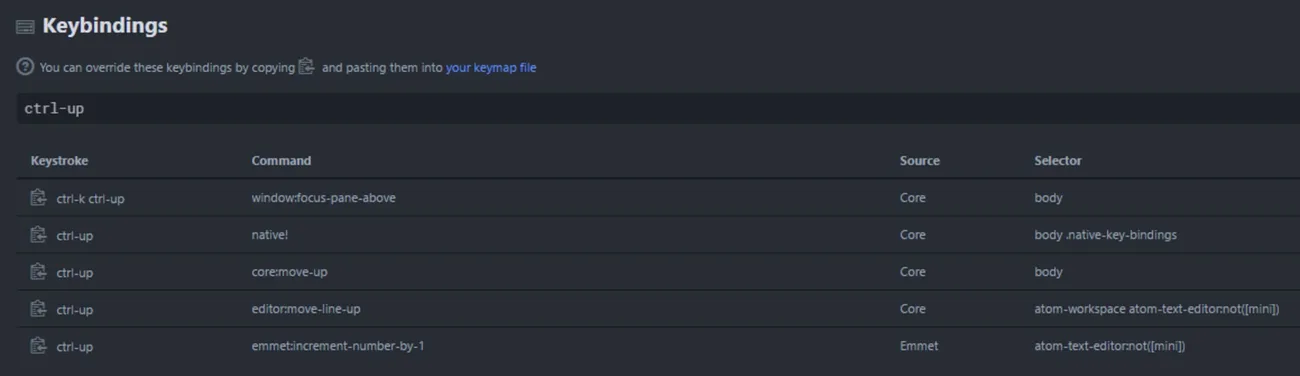 Keybindings
You can override these keybindings by copying and pasting them into your keymap file
ctrl-up
Keystroke Command Source Selector
ctrl-k ctrl-up window:focus-pane-above Core body
ctrl-up native! Core body .native-key-bindings
ctrl-up core:move-up Core body
ctrl-up editor:move-line-up Core atom-workspace atom-text-editor:not([mini])
ctrl-up emmet:increment-number-by-1 Emmet atom-text-editor:not([mini])